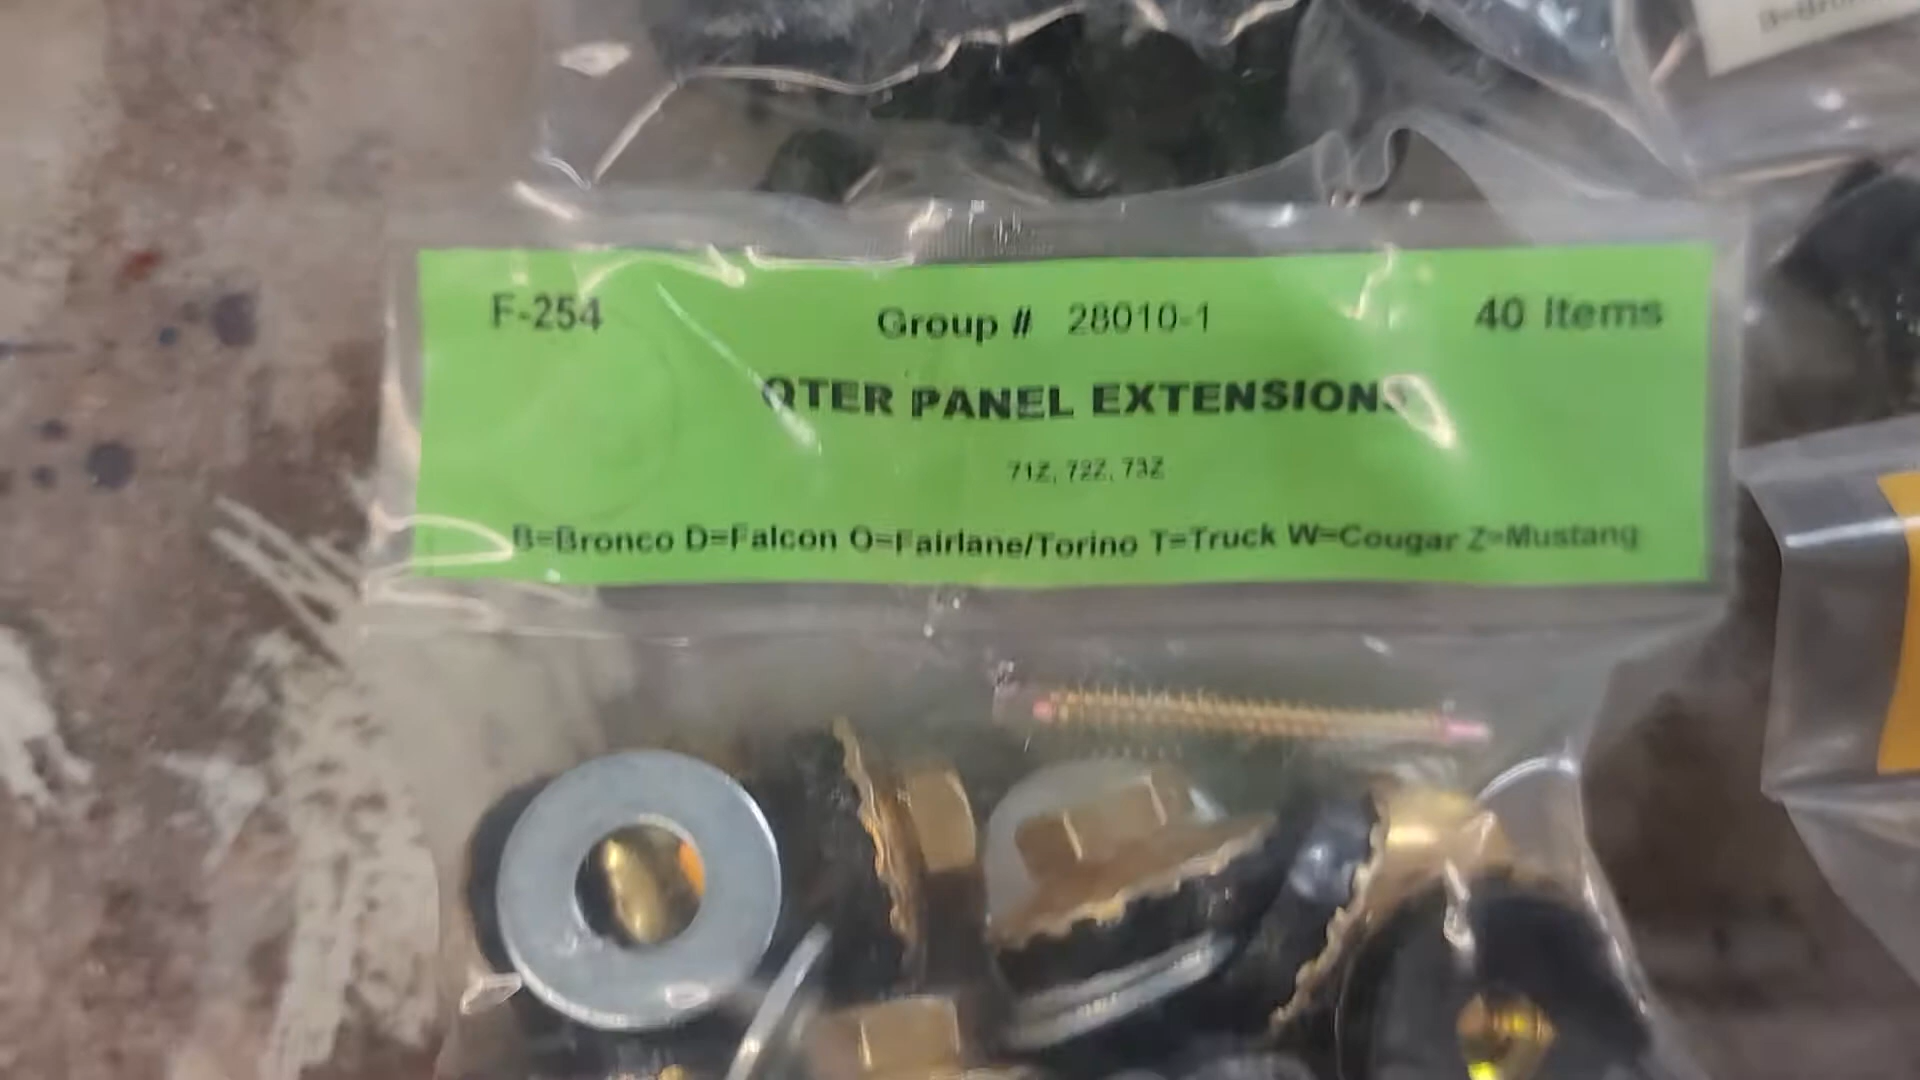 F-254 Group # 28010-1 40 Items
QTER PANEL EXTENSIONS
71Z, 72Z, 73Z
B=Bronco D=Falcon O=Fairlane/Torino T=Truck W=Cougar Z=Mustang